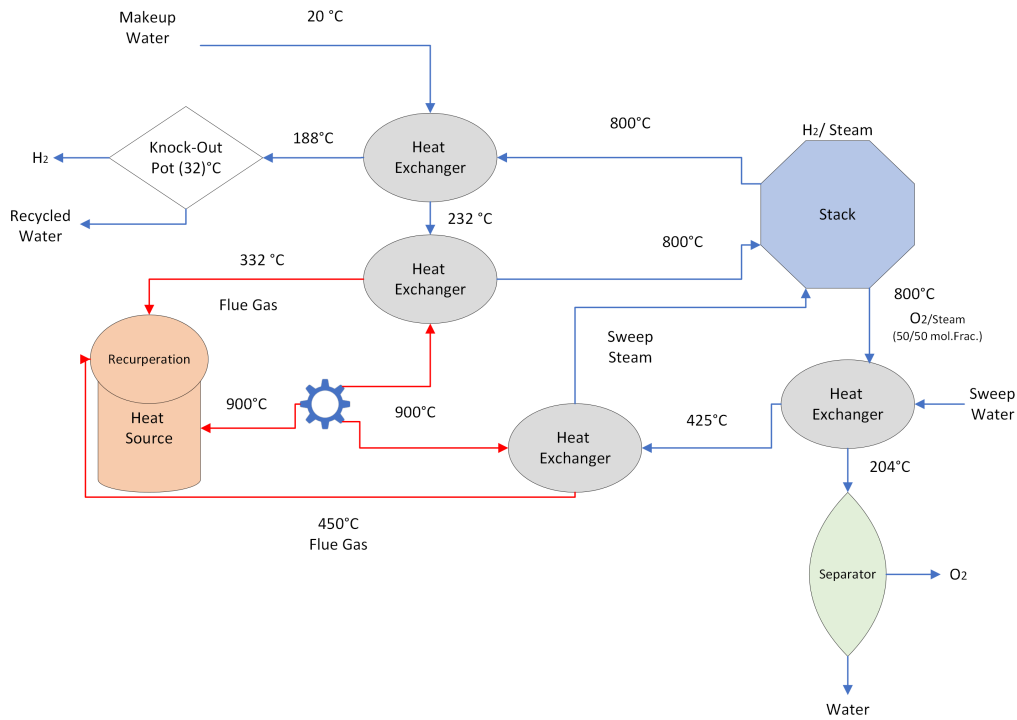 Makeup
Water
20 °C
Heat
Exchanger
188°C
Knock-Out
Pot (32)°C
H2
Recycled
Water
800°C
H2/ Steam
Stack
232 °C
Heat
Exchanger
800°C
332 °C
Flue Gas
Recurperation
Heat
Source
900°C
900°C
Sweep
Steam
800°C
O2/Steam
(50/50 mol.Frac.)
Heat
Exchanger
Sweep
Water
425°C
Heat
Exchanger
204°C
450°C
Flue Gas
Separator
O2
Water